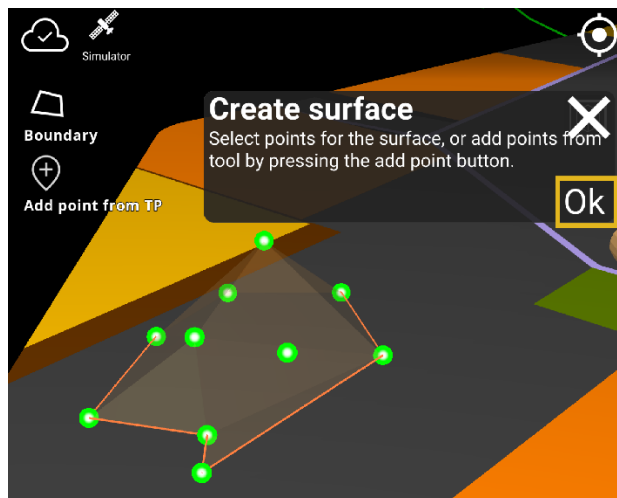 Simulator
Create surface
Select points for the surface, or add points from
tool by pressing the add point button.
Boundary
Add point from TP
Ok